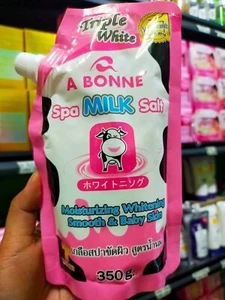 Triple
White
A BONNE'
Spa MILK Salt
ホワイトニング
Moisturizing Whitening
Smooth & Baby Skin
เกลือสปาขัดผิว สูตรน้ำนม
350g.